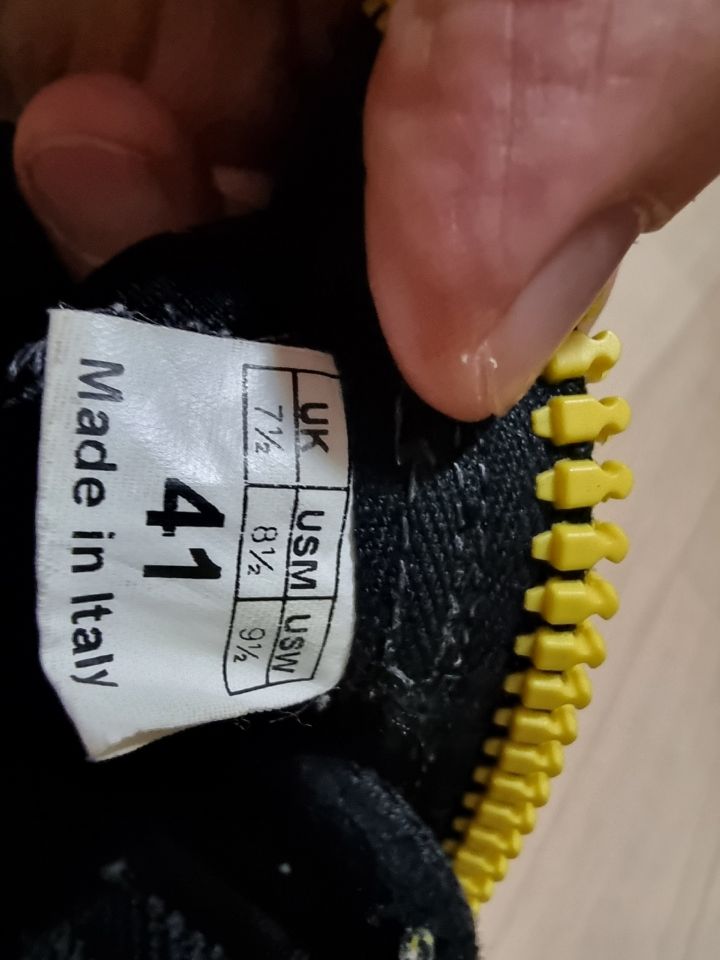 UK USM USW
7½ 8½ 9½
41
Made in Italy